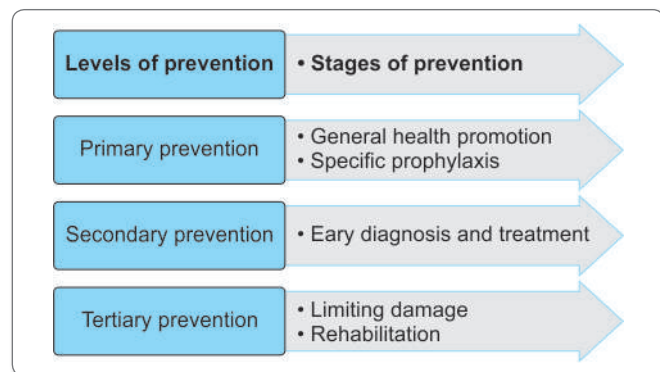 Levels of prevention
• Stages of prevention
Primary prevention
• General health promotion
• Specific prophylaxis
Secondary prevention
• Eary diagnosis and treatment
Tertiary prevention
• Limiting damage
• Rehabilitation